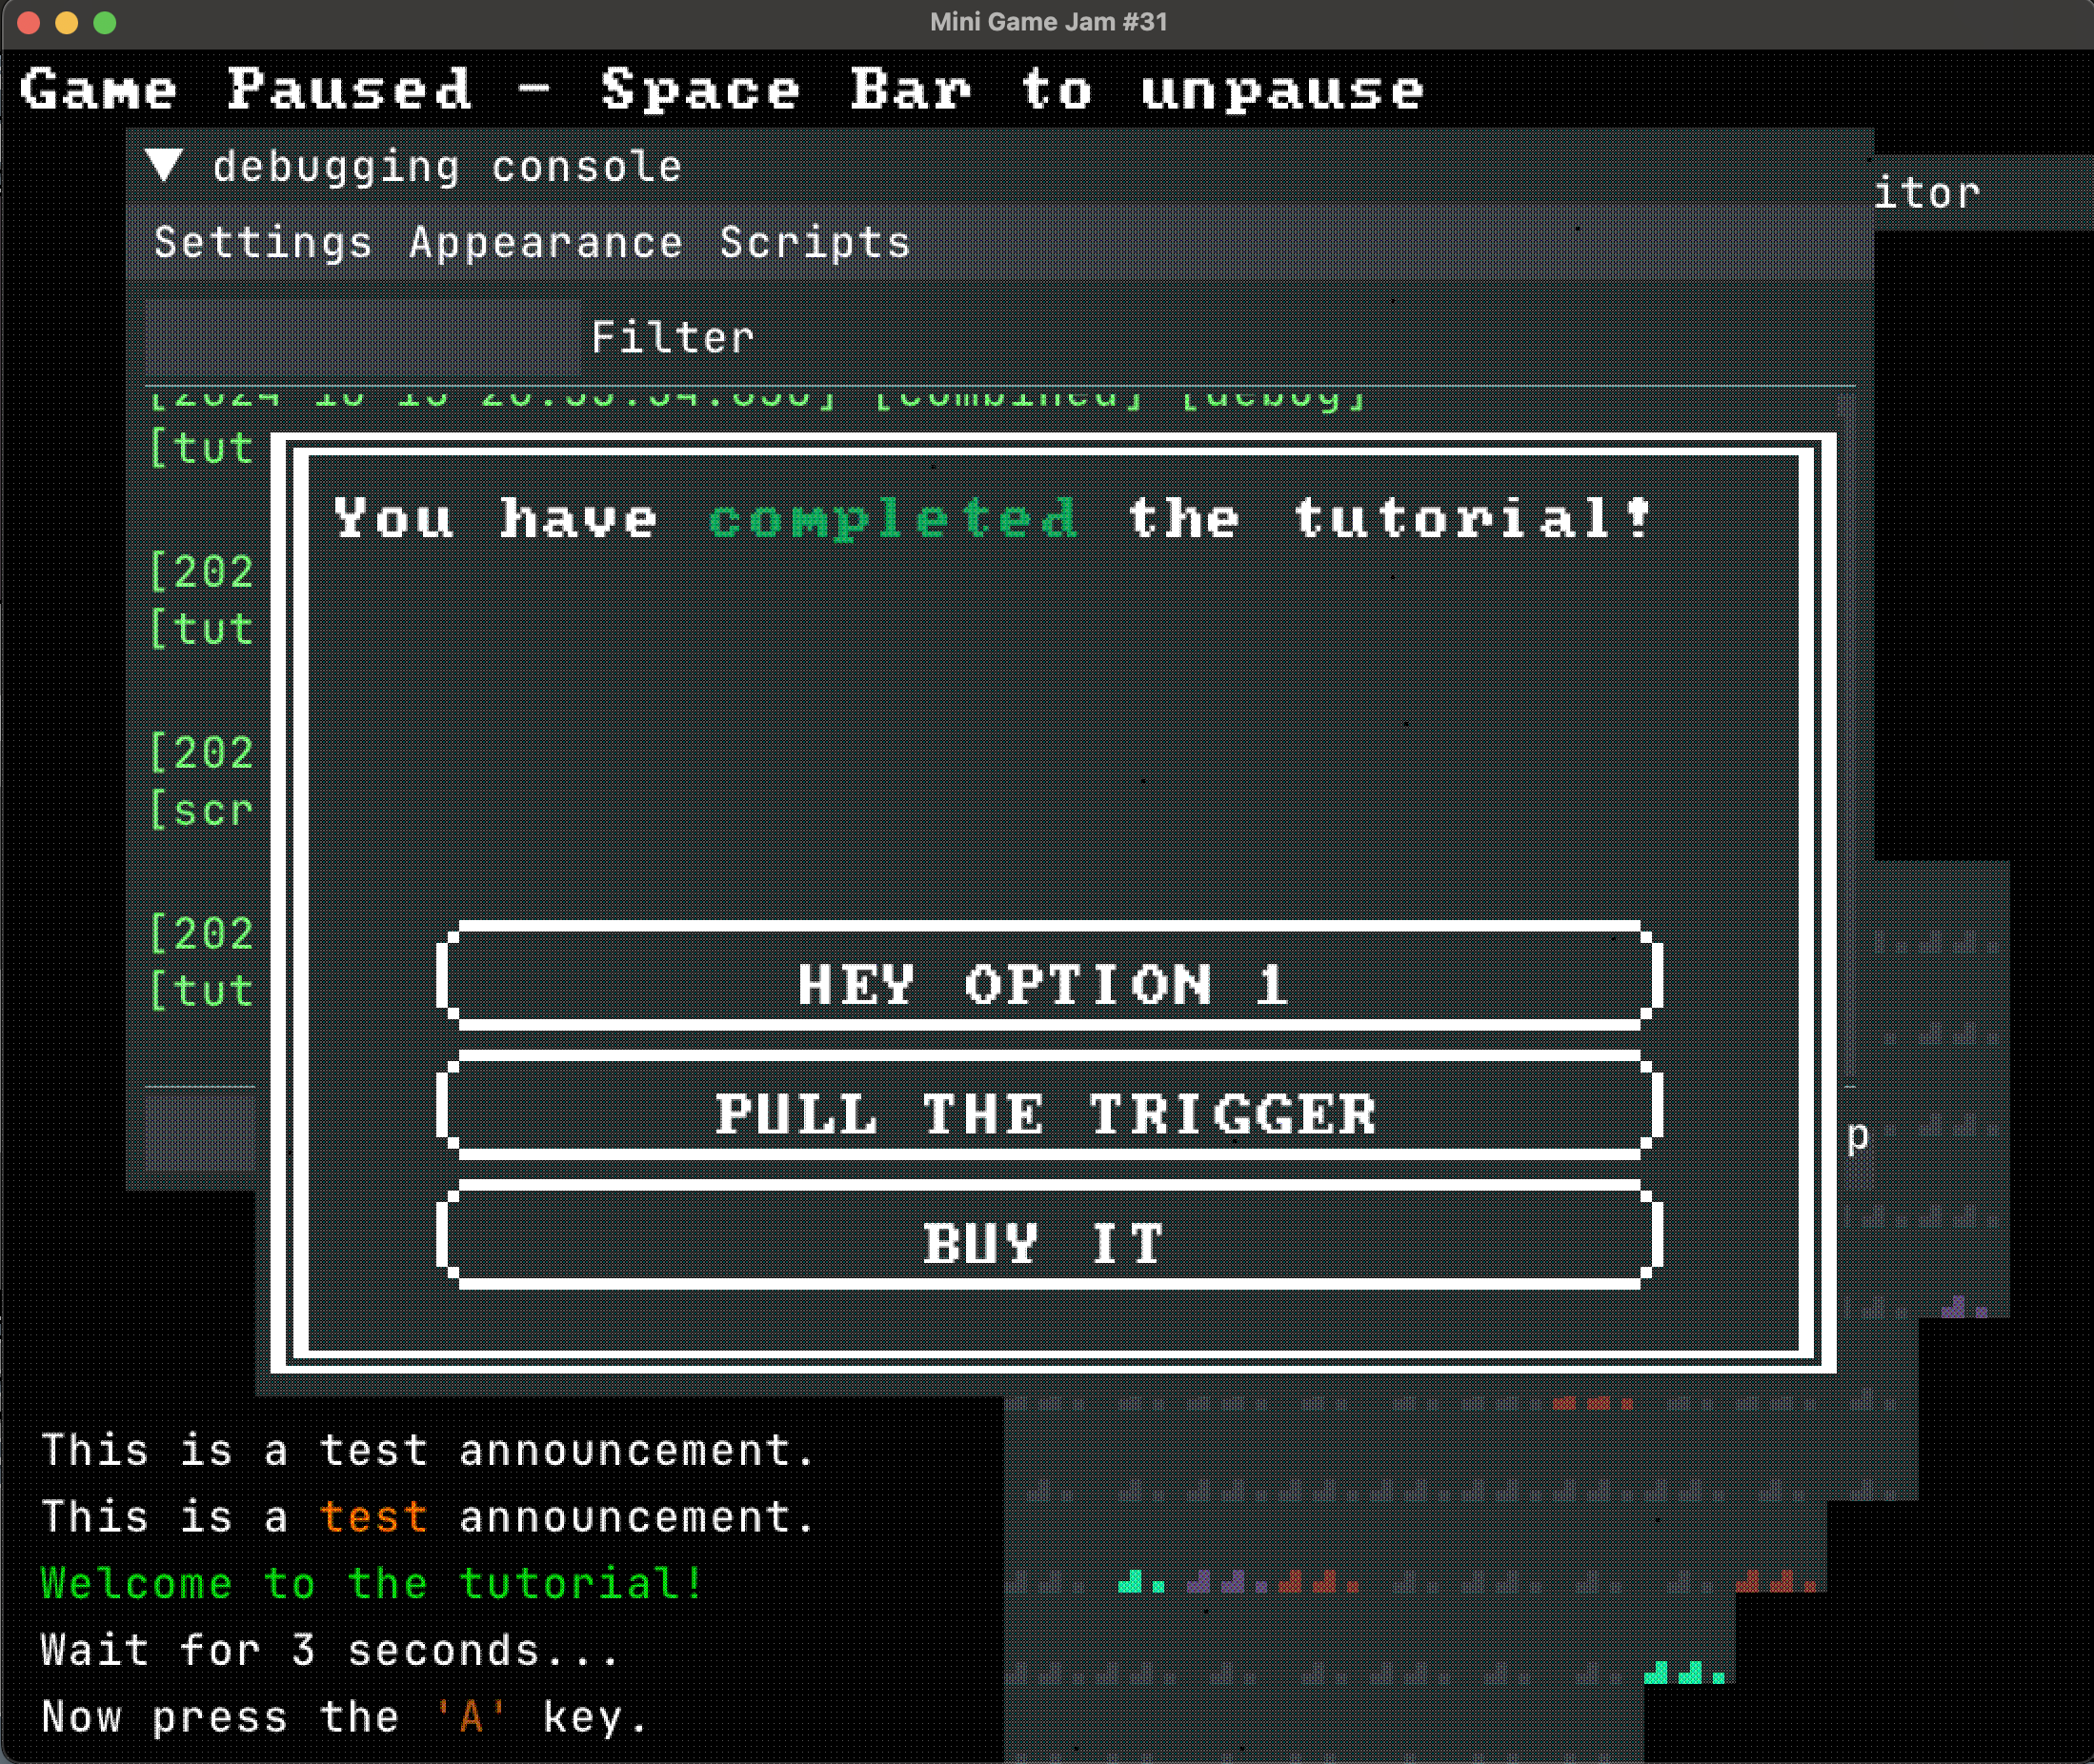 Mini Game Jam #31
Game Paused - Space Bar to unpause
debugging console
itor
Settings Appearance Scripts
Filter
[combined] [debug]
[tut
You have completed the tutorial!
[202
[tut
[202
[scr
[202
[tut
HEY OPTION 1
PULL THE TRIGGER
p
BUY IT
This is a test announcement.
This is a test announcement.
Welcome to the tutorial!
Wait for 3 seconds...
Now press the 'A' key.